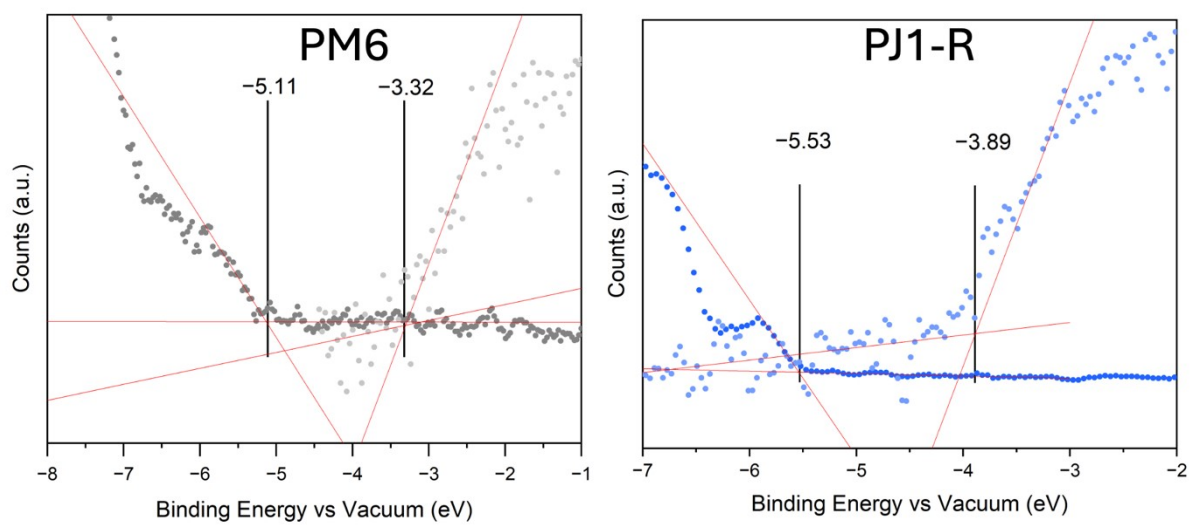 PM6
−5.11
−3.32
Counts (a.u.)
−8 −7 −6 −5 −4 −3 −2 −1
Binding Energy vs Vacuum (eV)
PJ1-R
−5.53
−3.89
Counts (a.u.)
−7 −6 −5 −4 −3 −2
Binding Energy vs Vacuum (eV)